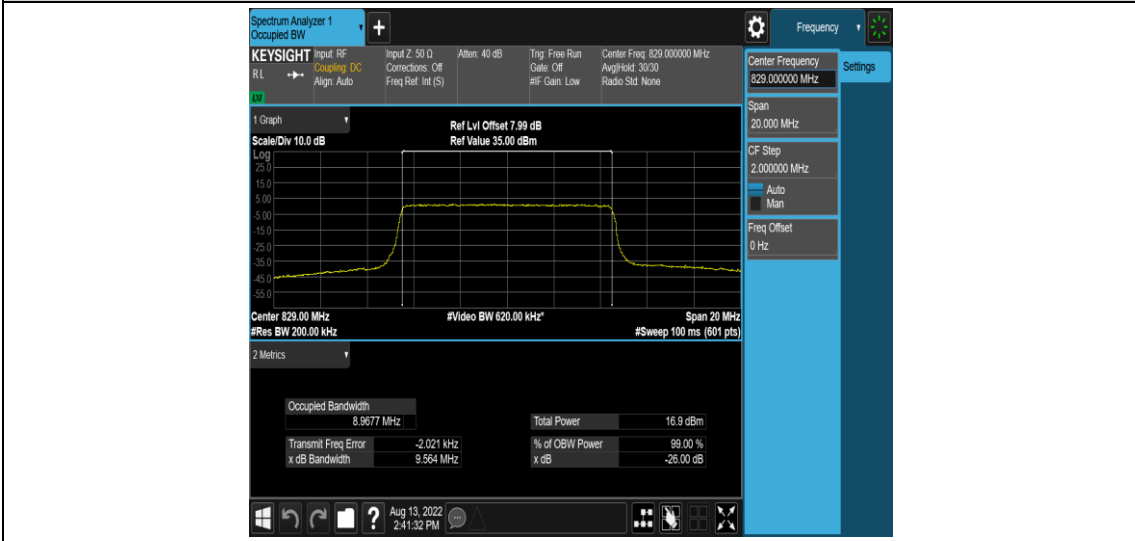 Spectrum Analyzer 1
Occupied BW
+
Frequency
KEYSIGHT Input: RF Input Z: 50 Ω Atten: 40 dB Trig: Free Run Center Freq: 829.000000 MHz
RL Coupling: DC Corrections: Off Gate: Off Avg|Hold: 30/30
Align: Auto Freq Ref: Int (S) #IF Gain: Low Radio Std: None
Center Frequency
829.000000 MHz
Settings
Span
20.000 MHz
CF Step
2.000000 MHz
Auto
Man
Freq Offset
0 Hz
1 Graph
Ref Lvl Offset 7.99 dB
Scale/Div 10.0 dB Ref Value 35.00 dBm
Log
25.0
15.0
5.00
-5.00
-15.0
-25.0
-35.0
-45.0
-55.0
Center 829.00 MHz #Video BW 620.00 kHz* Span 20 MHz
#Res BW 200.00 kHz #Sweep 100 ms (601 pts)
2 Metrics
Occupied Bandwidth
8.9677 MHz Total Power 16.9 dBm
Transmit Freq Error -2.021 kHz % of OBW Power 99.00 %
x dB Bandwidth 9.564 MHz x dB -26.00 dB
? Aug 13, 2022
2:41:32 PM